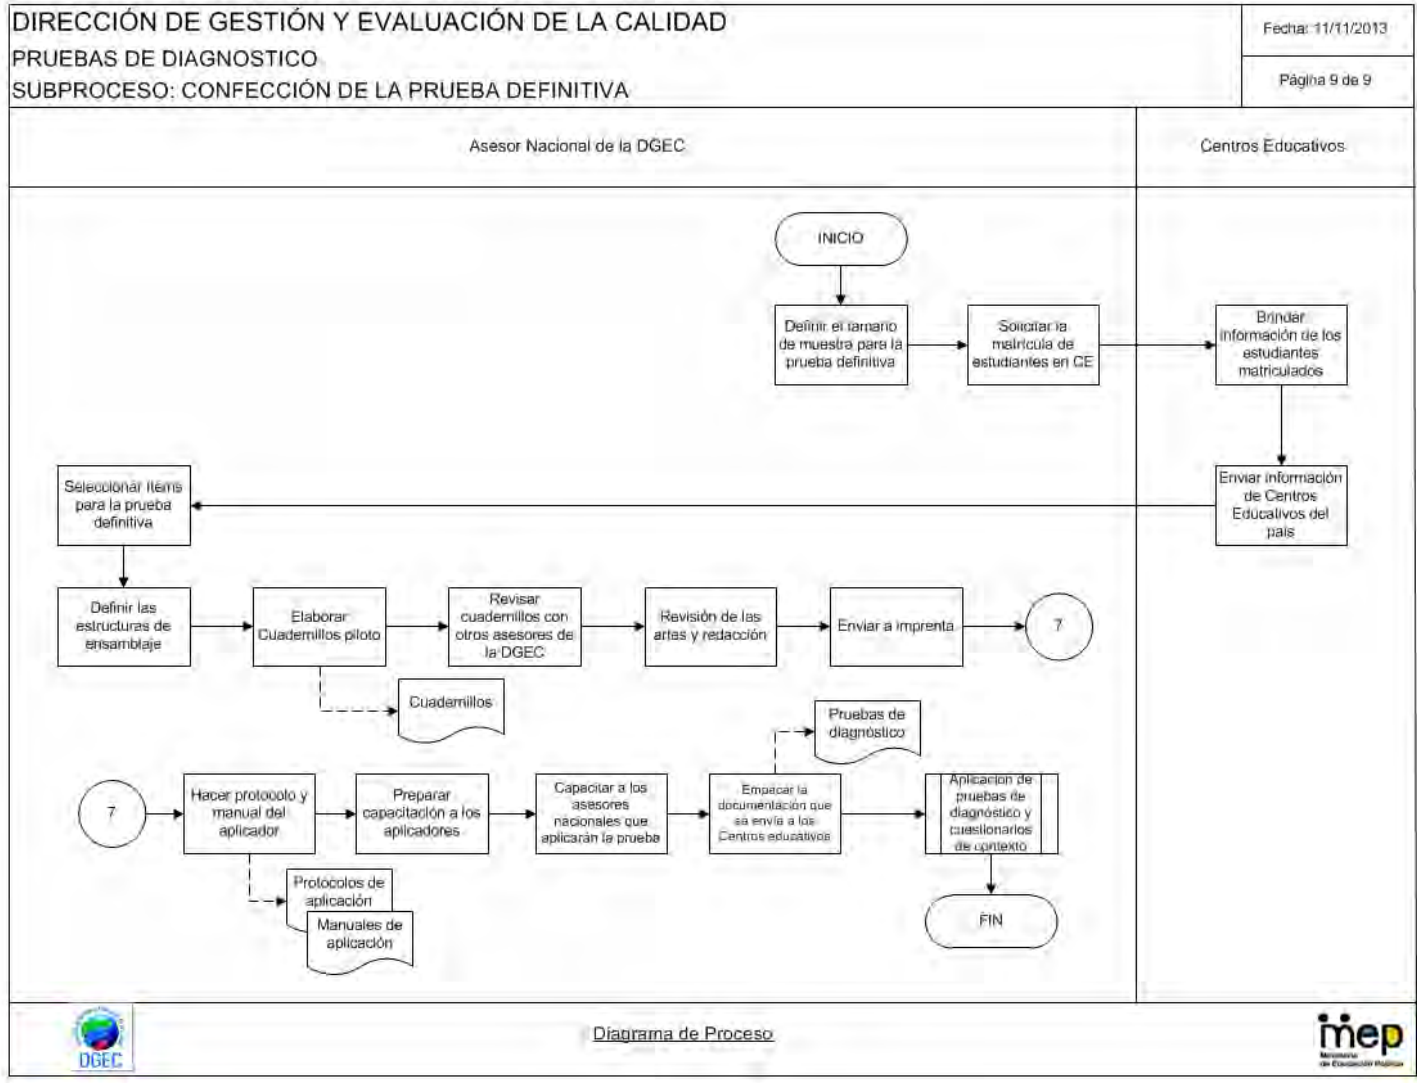 DIRECCIÓN DE GESTIÓN Y EVALUACIÓN DE LA CALIDAD
PRUEBAS DE DIAGNOSTICO
SUBPROCESO: CONFECCIÓN DE LA PRUEBA DEFINITIVA
Fecha: 11/11/2013
Página 9 de 9
Asesor Nacional de la DGEC
Centros Educativos
INICIO
Definir el tamaño
de muestra para la
prueba definitiva
Solicitar la
matrícula de
estudiantes en CE
Brindar
información de los
estudiantes
matriculados
Seleccionar ítems
para la prueba
definitiva
Enviar información
de Centros
Educativos del
país
Definir las
estructuras de
ensamblaje
Elaborar
Cuadernillos piloto
Revisar
cuadernillos con
otros asesores de
la DGEC
Revisión de las
artes y redacción
Enviar a imprenta
7
Cuadernillos
Pruebas de
diagnóstico
7
Hacer protocolo y
manual del
aplicador
Preparar
capacitación a los
aplicadores
Capacitar a los
asesores
nacionales que
aplicarán la prueba
Empacar la
documentación que
se envía a los
Centros educativos
Aplicación de
pruebas de
diagnóstico y
cuestionarios
de contexto
Protocolos de
aplicación
Manuales de
aplicación
FIN
DGEC
Diagrama de Proceso
mep
Ministerio
de Educación Pública